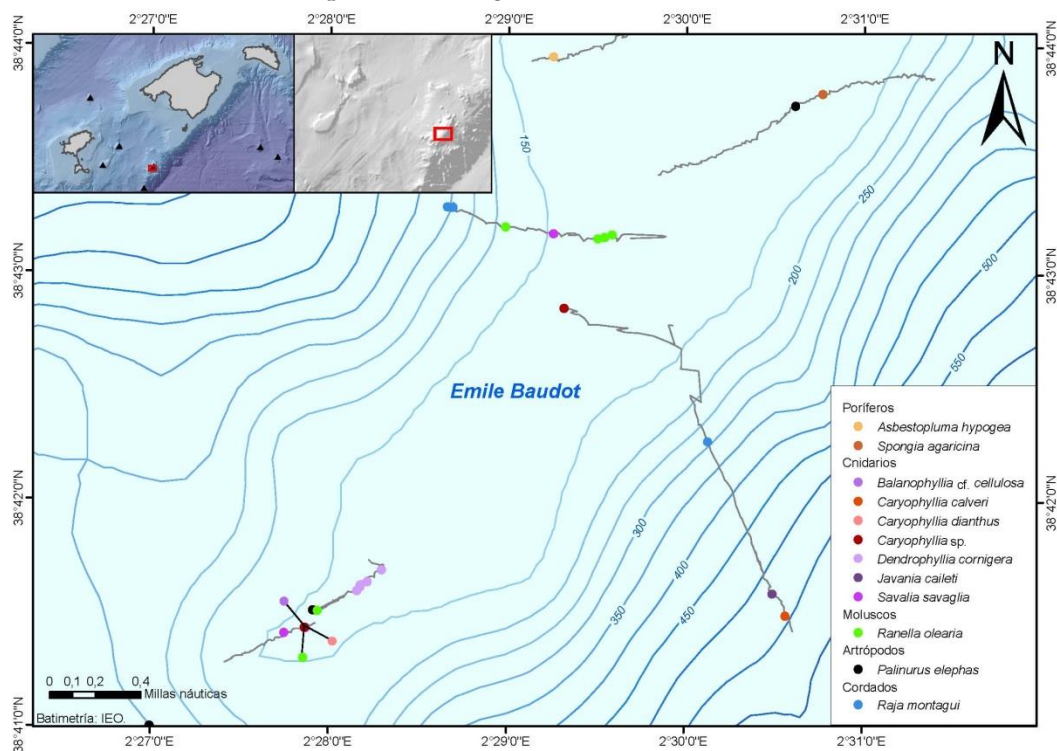 2°27'0"E
2°28'0"E
2°29'0"E
2°30'0"E
2°31'0"E
38°44'0"N
38°44'0"N
N
150
250
200
500
38°43'0"N
38°43'0"N
550
Emile Baudot
Poríferos
Asbestopluma hypogea
Spongia agaricina
Cnidarios
Balanophyllia cf. cellulosa
Caryophyllia calveri
Caryophyllia dianthus
Caryophyllia sp.
Dendrophyllia cornigera
Javania caileti
Savalia savaglia
Moluscos
Ranella olearia
Artrópodos
Palinurus elephas
Cordados
Raja montagui
38°42'0"N
38°42'0"N
300
400
350
450
0 0,1 0,2 0,4
Millas náuticas
Batimetría: IEO.
38°41'0"N
38°41'0"N
2°27'0"E
2°28'0"E
2°29'0"E
2°30'0"E
2°31'0"E